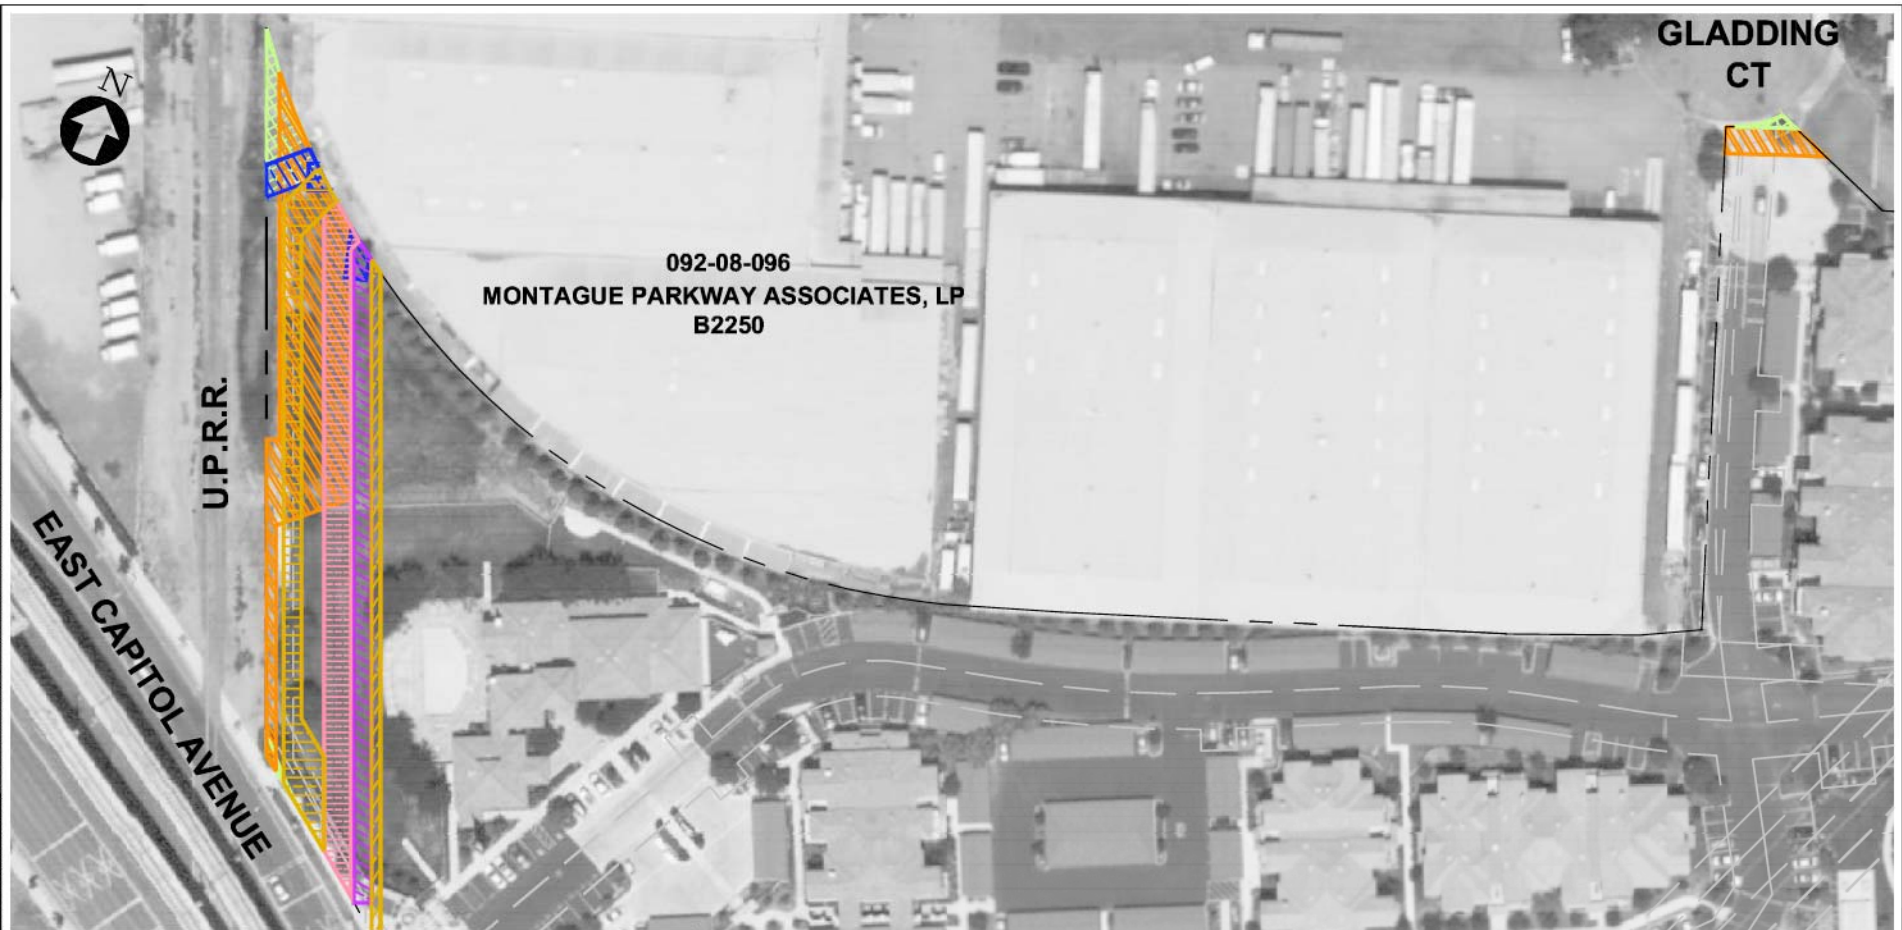 GLADDING
CT
N
092-08-096
MONTAGUE PARKWAY ASSOCIATES, LP
B2250
U.P.R.R.
EAST CAPITOL AVENUE